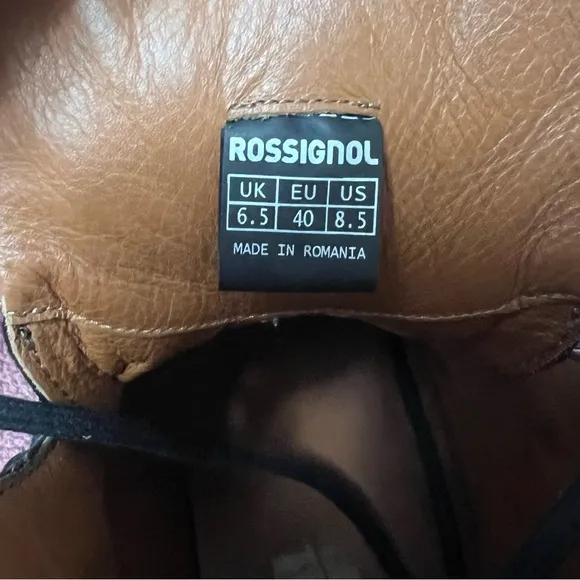 ROSSIGNOL
UK EU US
6.5 40 8.5
MADE IN ROMANIA